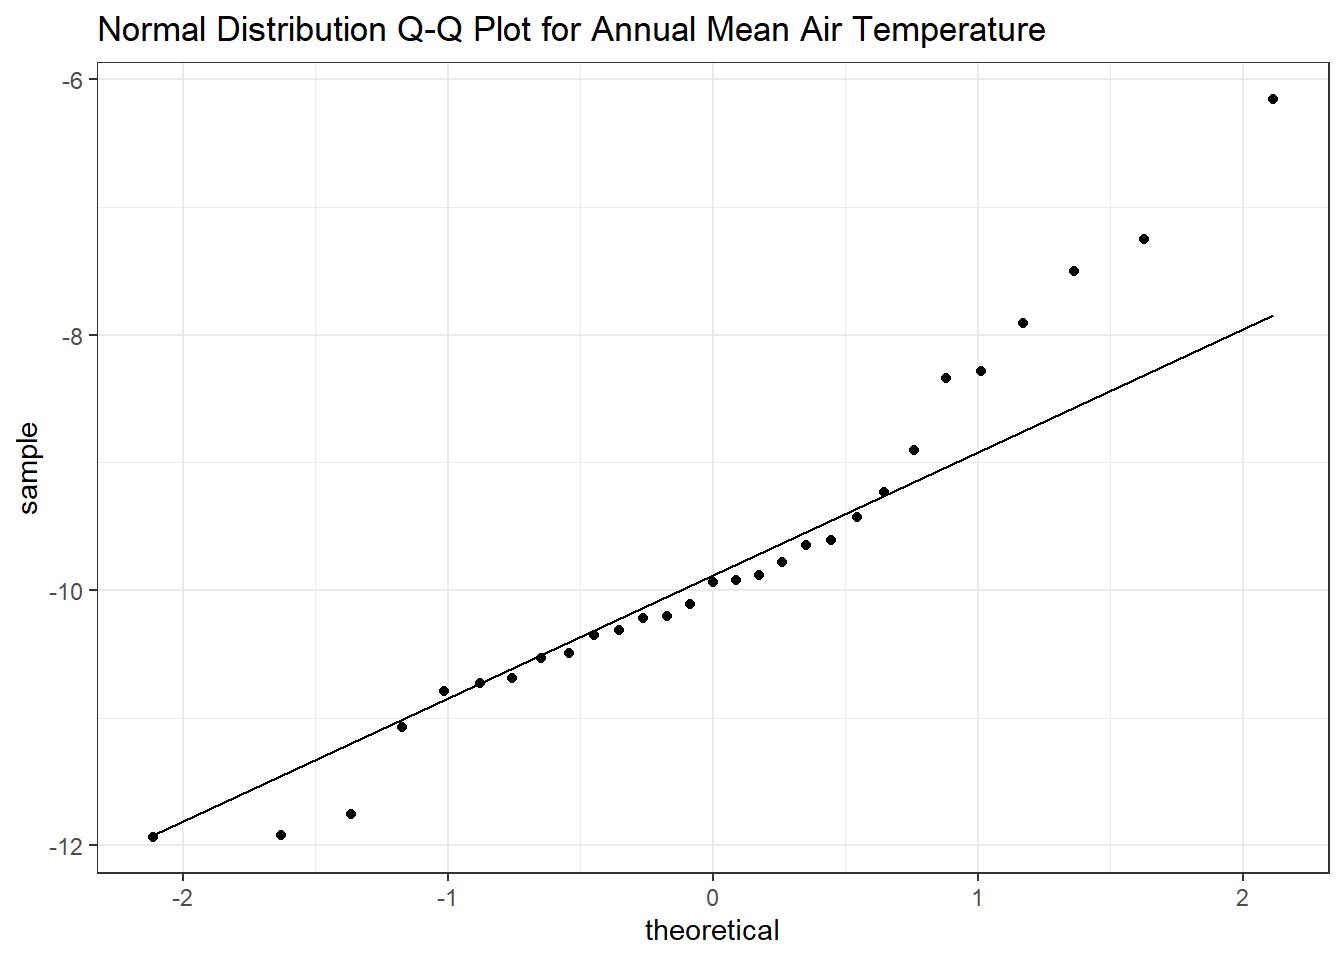 Normal Distribution Q-Q Plot for Annual Mean Air Temperature
-6
-8
-10
-12
sample
-2 -1 0 1 2
theoretical